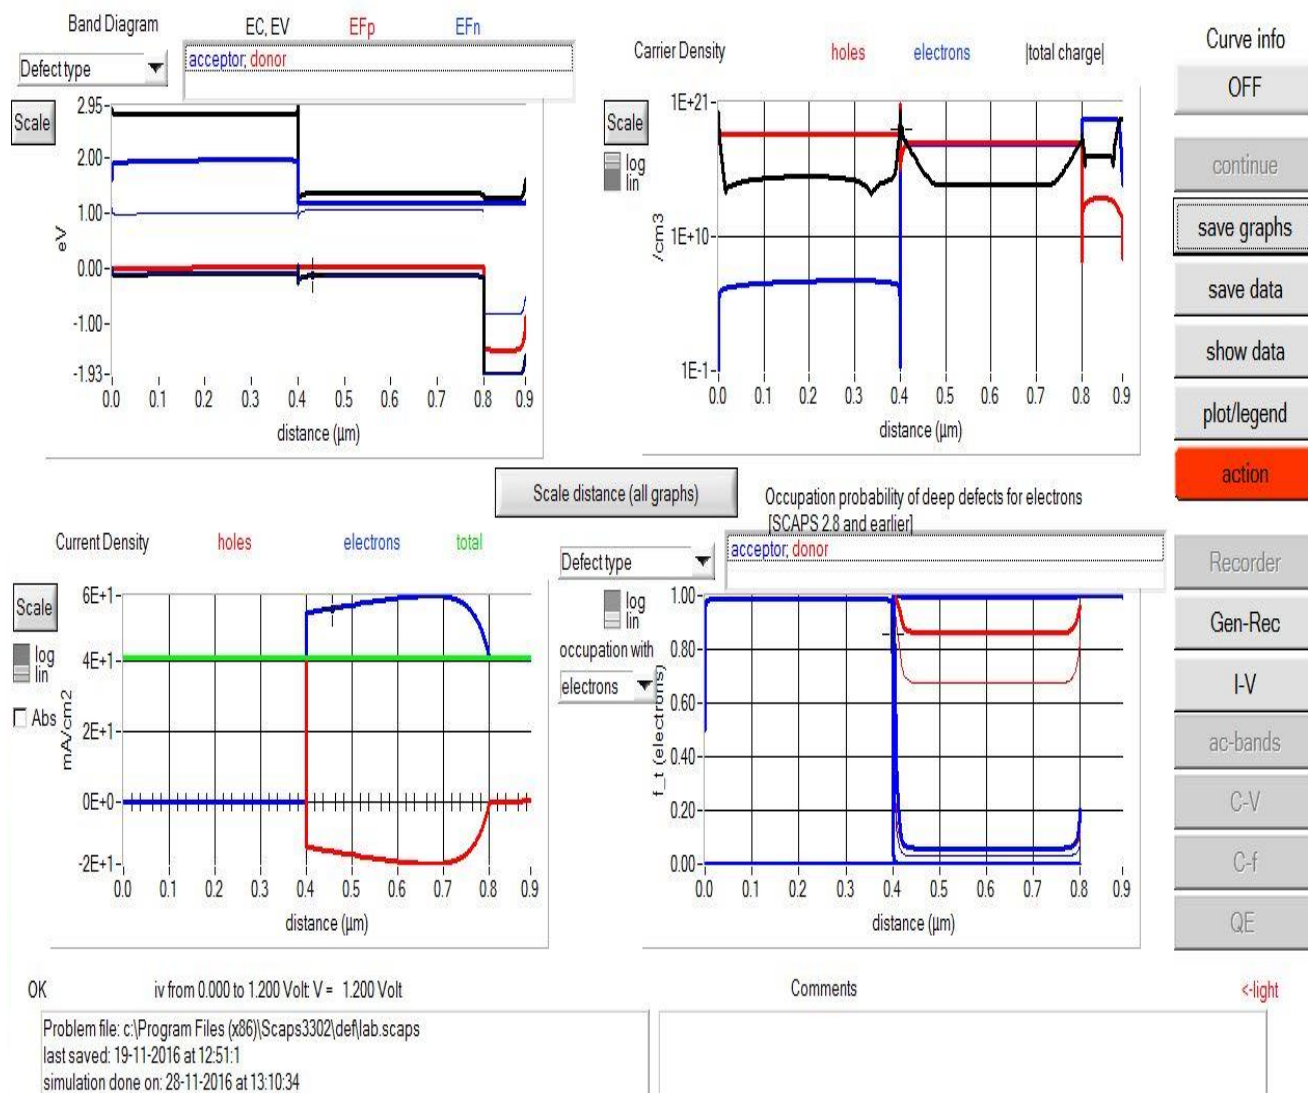 Band Diagram EC, EV EFp EFn
Defect type
acceptor; donor
Scale
2.95
2.00
1.00
0.00
-1.00
-1.93
eV
0.0 0.1 0.2 0.3 0.4 0.5 0.6 0.7 0.8 0.9
distance (µm)
Carrier Density holes electrons |total charge|
Scale
log
lin
1E+21
1E+10
1E-1
/cm3
0.0 0.1 0.2 0.3 0.4 0.5 0.6 0.7 0.8 0.9
distance (µm)
Curve info
OFF
continue
save graphs
save data
show data
plot/legend
action
Recorder
Gen-Rec
I-V
ac-bands
C-V
C-f
QE
Scale distance (all graphs)
Current Density holes electrons total
Scale
log
lin
Abs
6E+1
4E+1
2E+1
0E+0
-2E+1
mA/cm2
0.0 0.1 0.2 0.3 0.4 0.5 0.6 0.7 0.8 0.9
distance (µm)
Occupation probability of deep defects for electrons
[SCAPS 2.8 and earlier]
Defect type
acceptor; donor
log
lin
occupation with
electrons
1.00
0.80
0.60
0.40
0.20
0.00
f_t (electrons)
0.0 0.1 0.2 0.3 0.4 0.5 0.6 0.7 0.8 0.9
distance (µm)
OK iv from 0.000 to 1.200 Volt: V = 1.200 Volt
Comments
<-light
Problem file: c:\Program Files (x86)\Scaps3302\def\lab.scaps
last saved: 19-11-2016 at 12:51:1
simulation done on: 28-11-2016 at 13:10:34